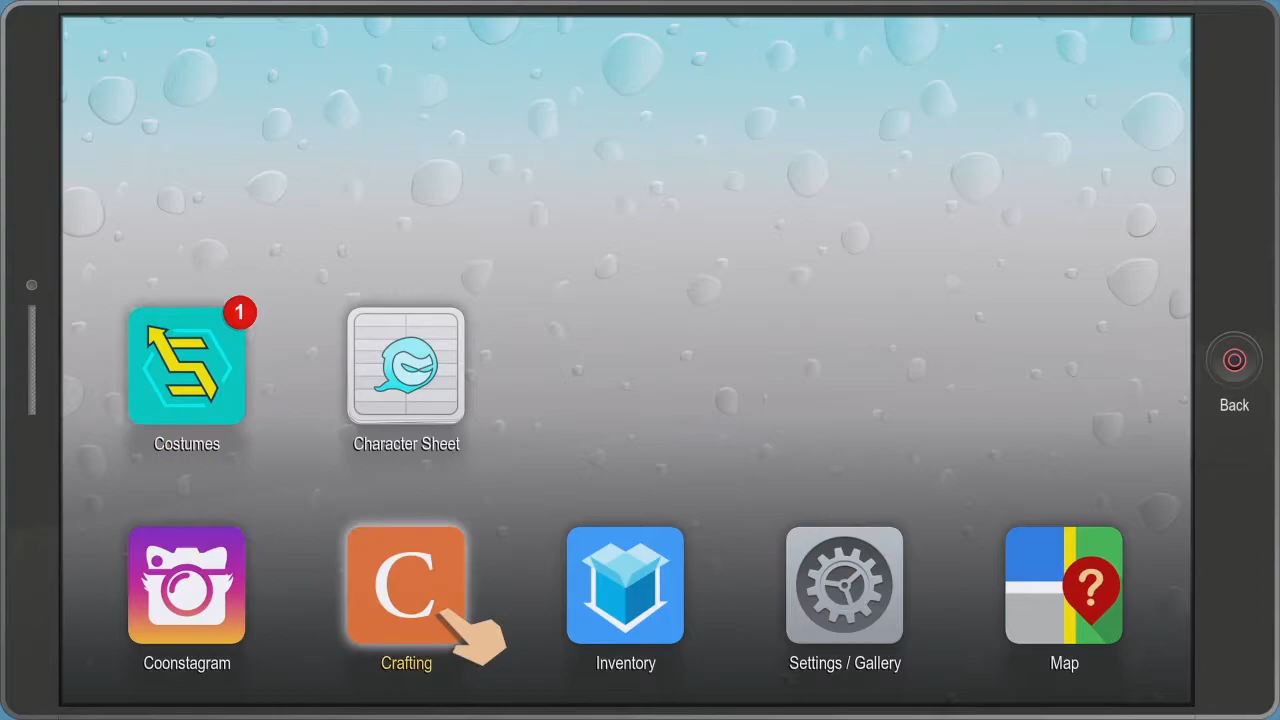 1
Costumes
Character Sheet
Back
C
?
Coonstagram
Crafting
Inventory
Settings / Gallery
Map